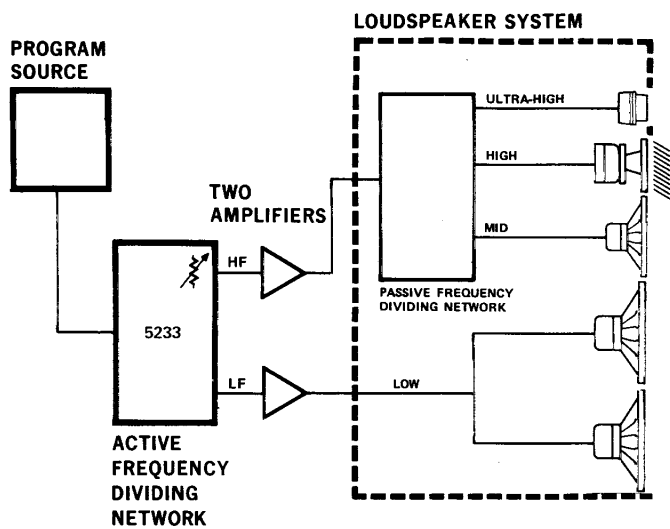 LOUDSPEAKER SYSTEM
PROGRAM
SOURCE
ULTRA-HIGH
HIGH
TWO
AMPLIFIERS
MID
HF
PASSIVE FREQUENCY
DIVIDING NETWORK
5233
LF
LOW
ACTIVE
FREQUENCY
DIVIDING
NETWORK